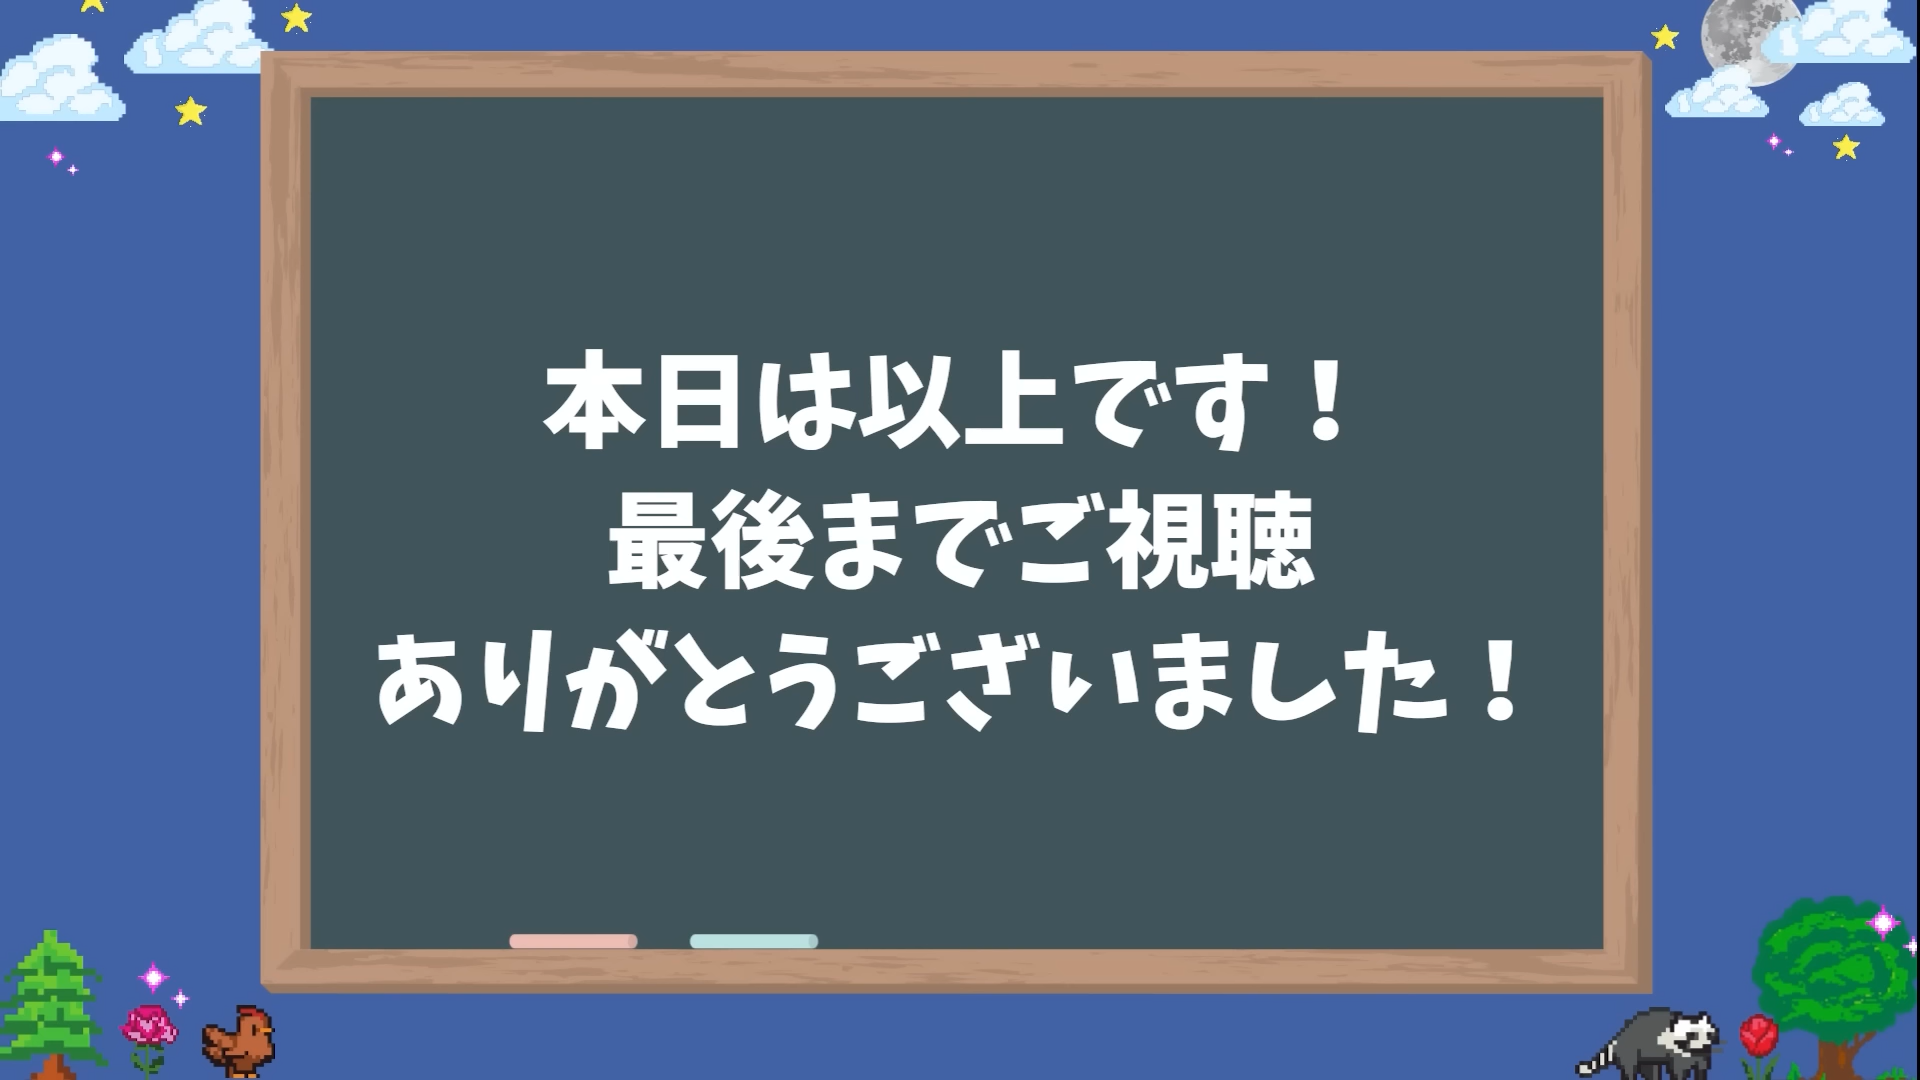 本日は以上です！
最後までご視聴
ありがとうございました！